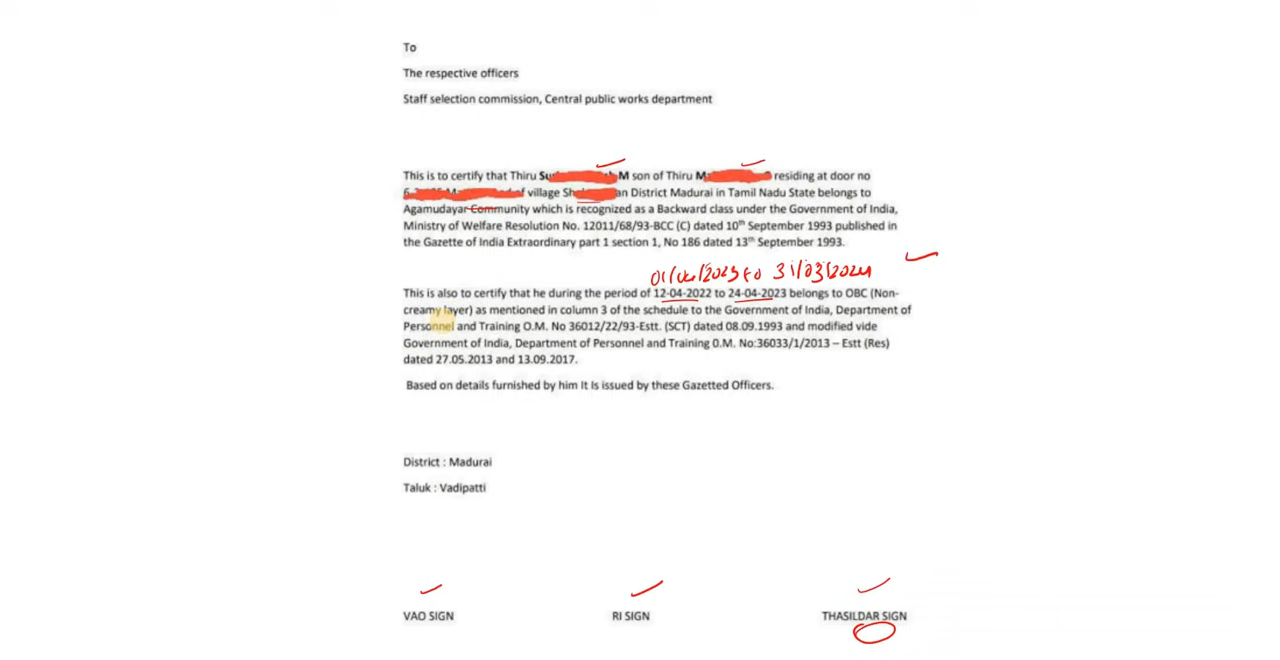 To
The respective officers
Staff selection commission, Central public works department
This is to certify that Thiru M son of Thiru residing at door no
village District Madurai in Tamil Nadu State belongs to
Agamudayar Community which is recognized as a Backward class under the Government of India,
Ministry of Welfare Resolution No. 12011/68/93-BCC (C) dated 10th September 1993 published in
the Gazette of India Extraordinary part 1 section 1, No 186 dated 13th September 1993.
to 31/03/2024
This is also to certify that he during the period of 12-04-2022 to 24-04-2023 belongs to OBC (Non-
creamy layer) as mentioned in column 3 of the schedule to the Government of India, Department of
Personnel and Training O.M. No 36012/22/93-Estt. (SCT) dated 08.09.1993 and modified vide
Government of India, Department of Personnel and Training 0.M. No:36033/1/2013 – Estt (Res)
dated 27.05.2013 and 13.09.2017.
Based on details furnished by him It Is issued by these Gazetted Officers.
District : Madurai
Taluk : Vadipatti
VAO SIGN RI SIGN THASILDAR SIGN